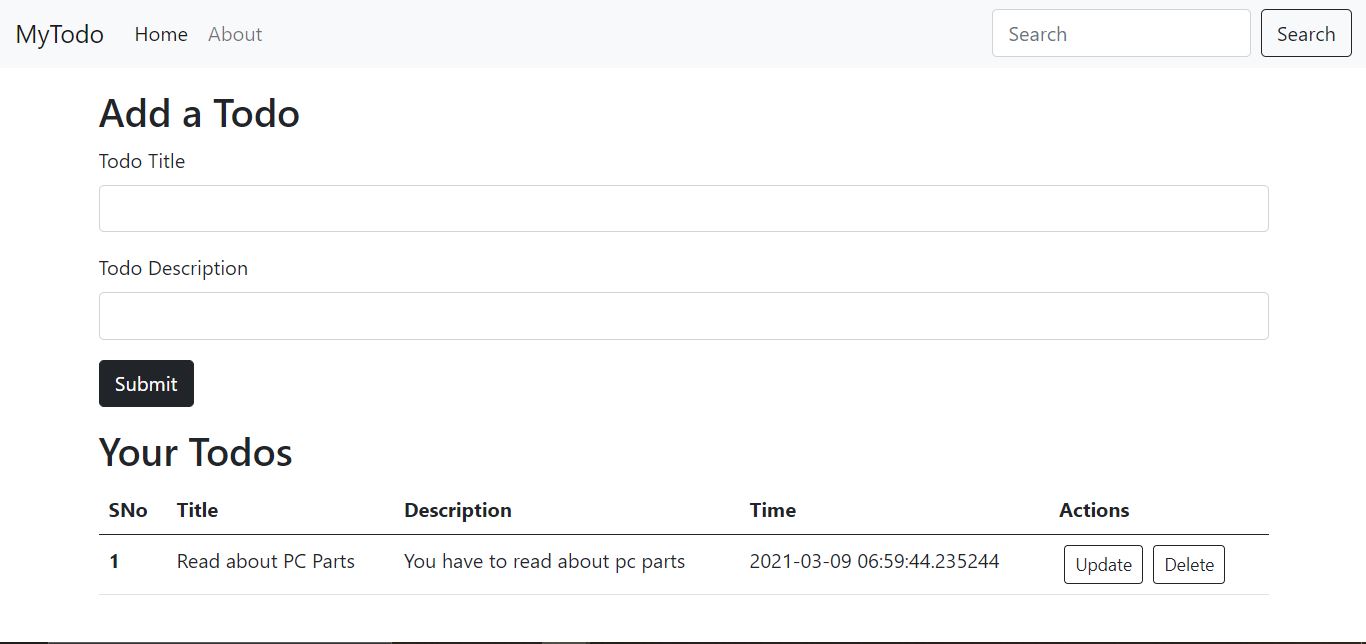 MyTodo Home About Search Search
Add a Todo
Todo Title
Todo Description
Submit
Your Todos
SNo Title Description Time Actions
1 Read about PC Parts You have to read about pc parts 2021-03-09 06:59:44.235244 Update Delete